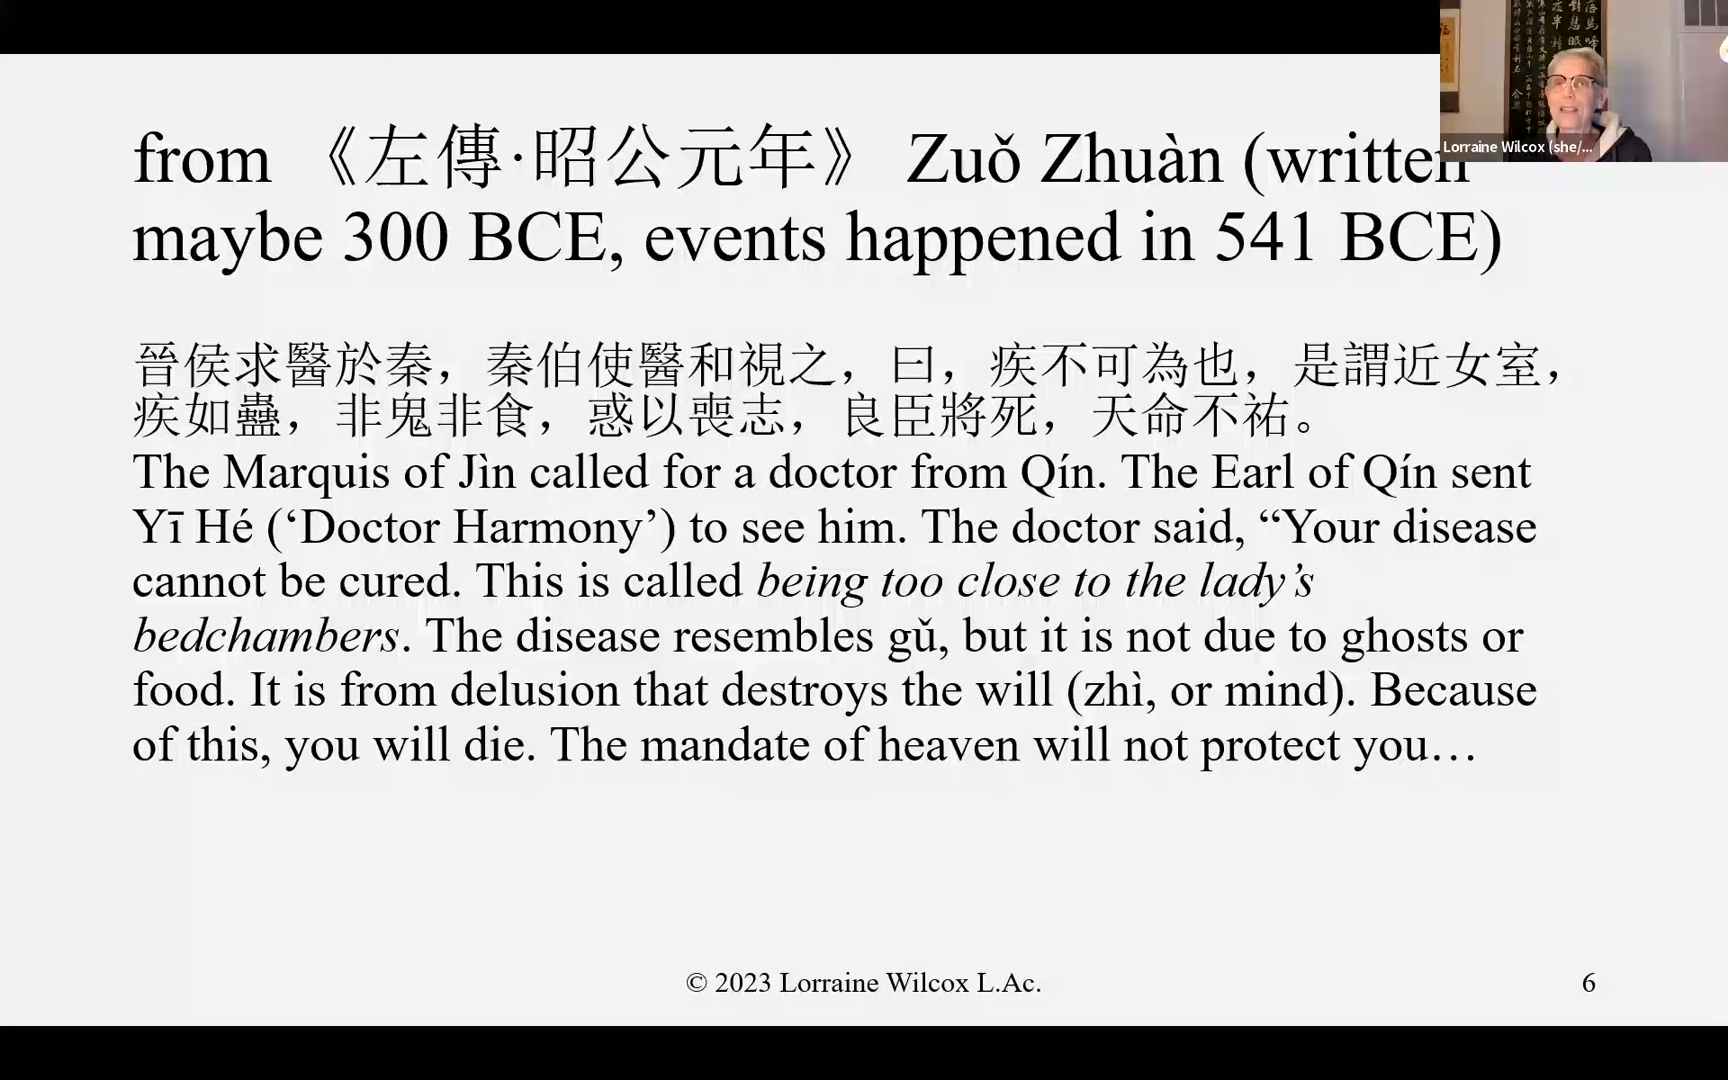 from 《左傳·昭公元年》 Zuǒ Zhuàn (written
maybe 300 BCE, events happened in 541 BCE)
晉侯求醫於秦，秦伯使醫和視之，曰，疾不可為也，是謂近女室，
疾如蠱，非鬼非食，惑以喪志，良臣將死，天命不祐。
The Marquis of Jìn called for a doctor from Qín. The Earl of Qín sent
Yī Hé (‘Doctor Harmony’) to see him. The doctor said, “Your disease
cannot be cured. This is called being too close to the lady’s
bedchambers. The disease resembles gǔ, but it is not due to ghosts or
food. It is from delusion that destroys the will (zhì, or mind). Because
of this, you will die. The mandate of heaven will not protect you…
© 2023 Lorraine Wilcox L.Ac.
6
Lorraine Wilcox (she/...